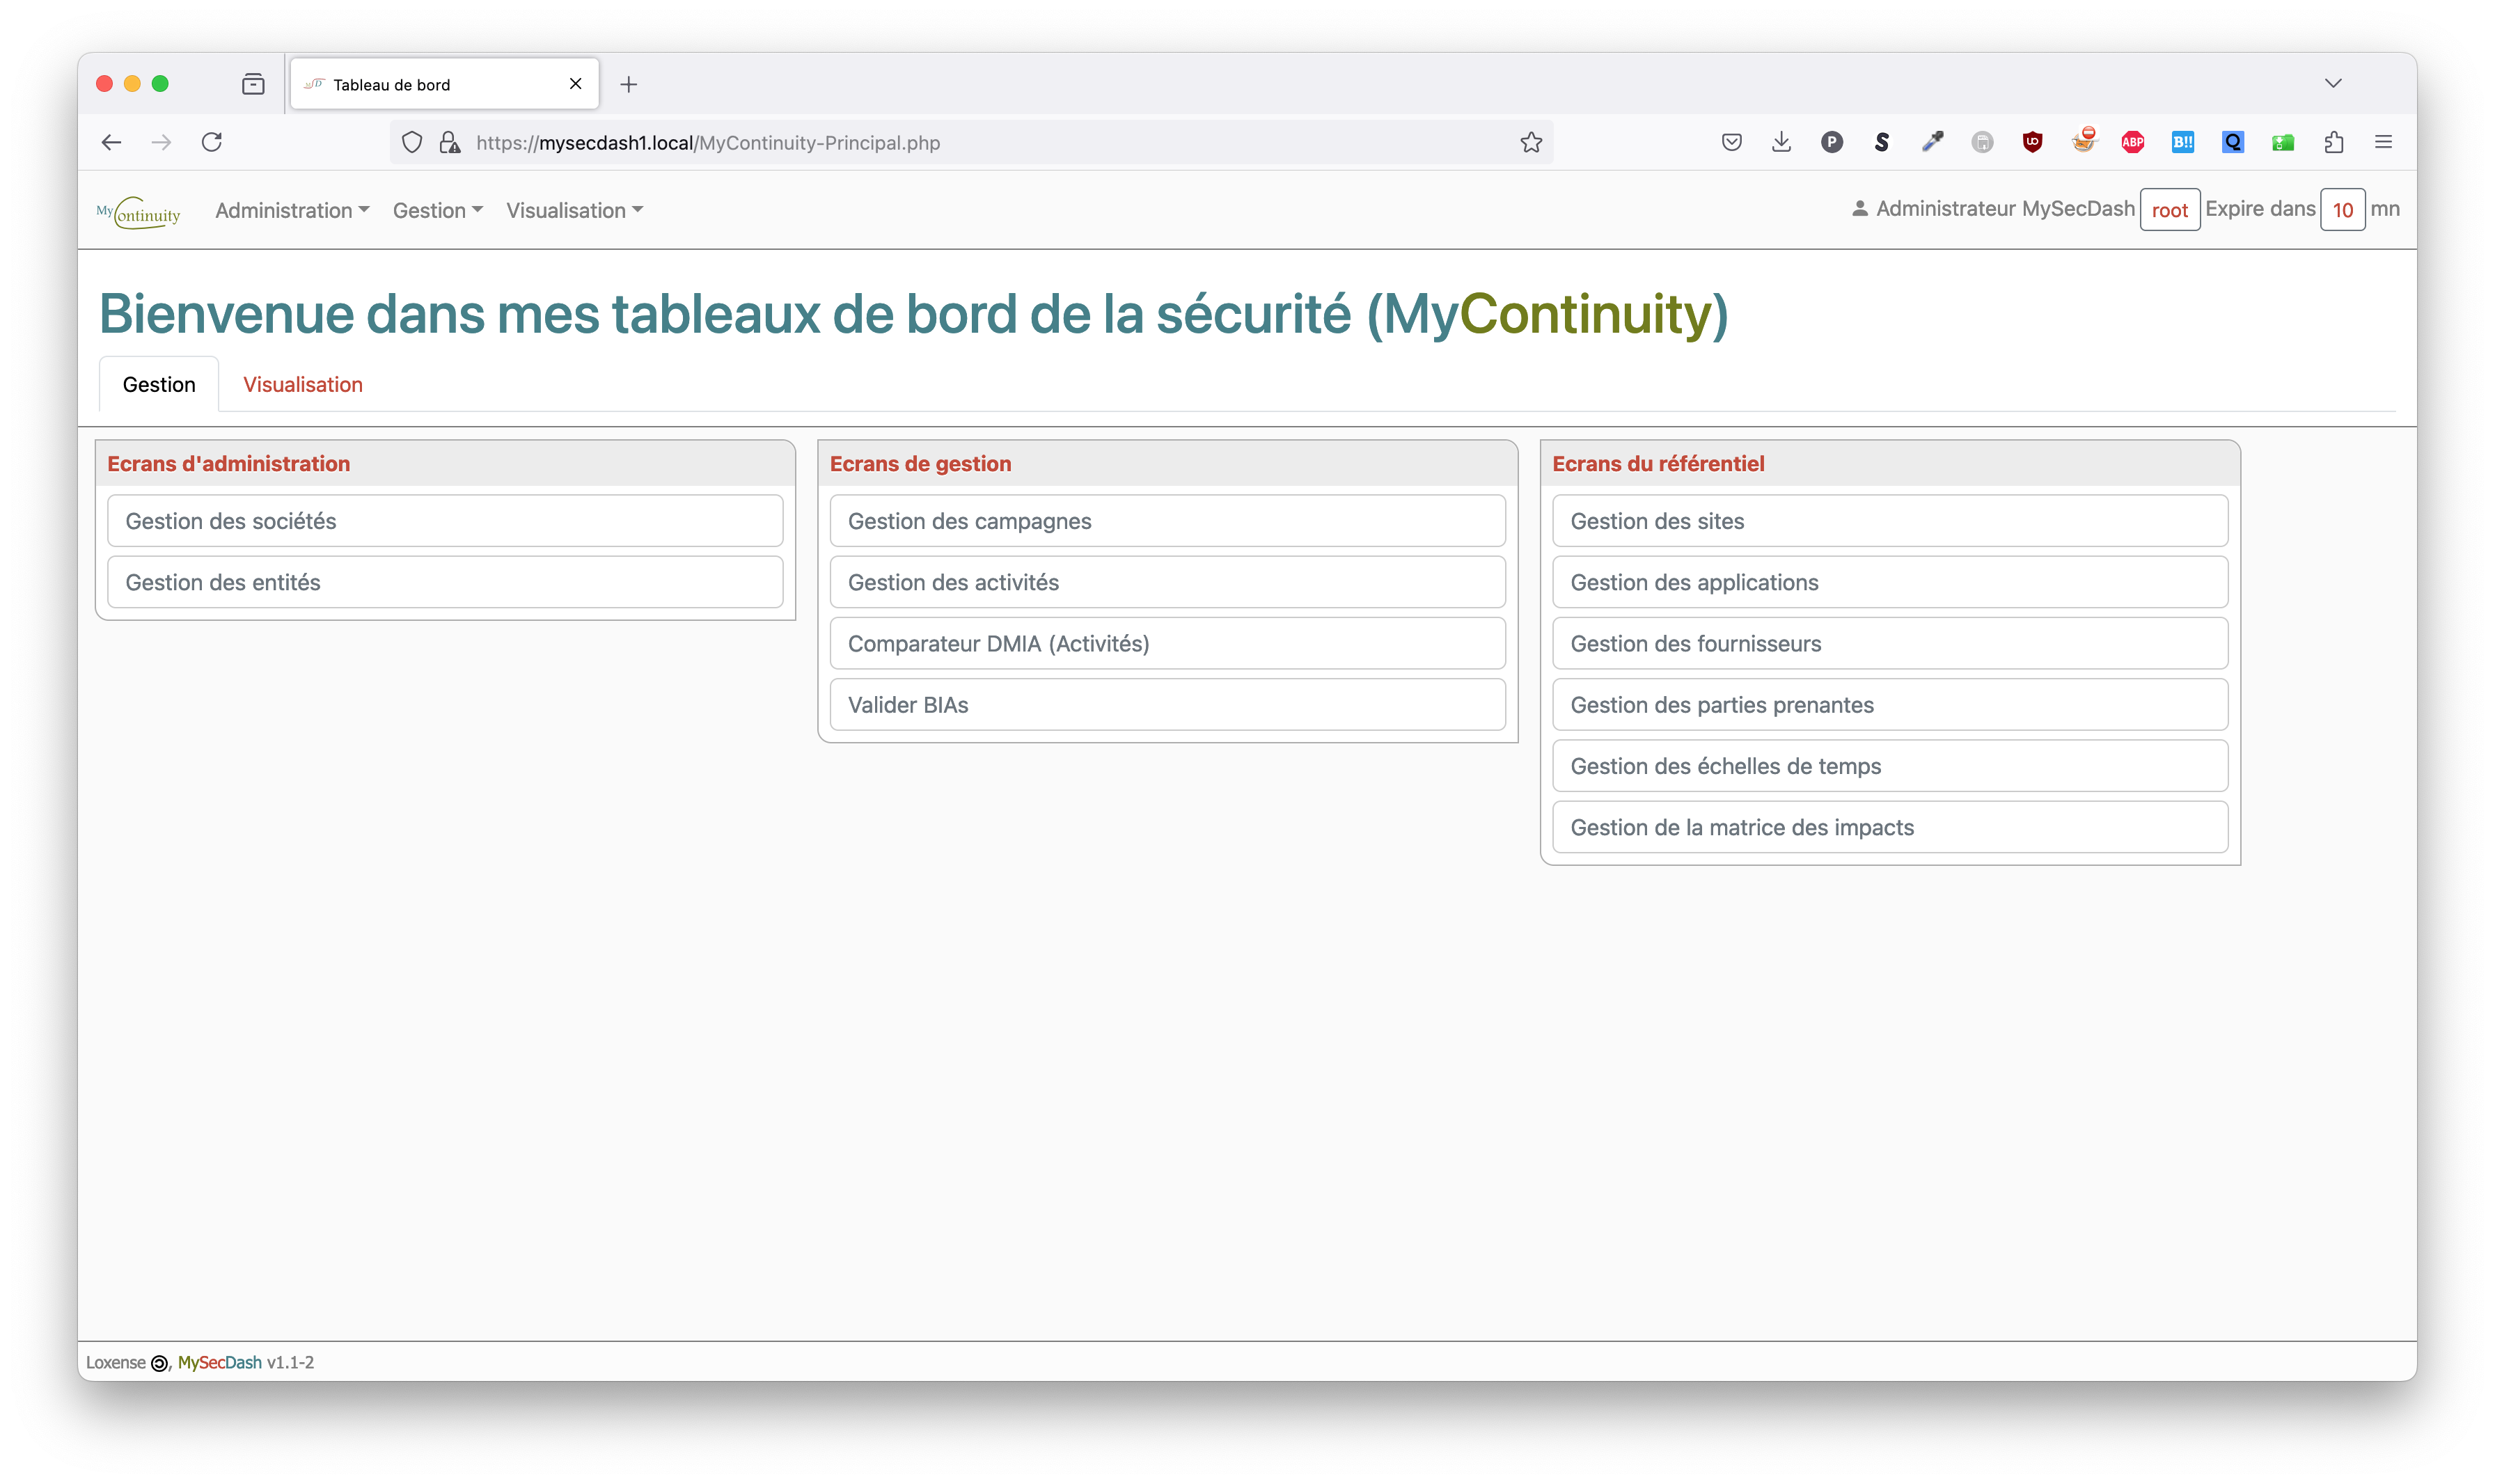 Tableau de bord
https://mysecdash1.local/MyContinuity-Principal.php
MyContinuity Administration Gestion Visualisation Administrateur MySecDash root Expire dans 10 mn
Bienvenue dans mes tableaux de bord de la sécurité (MyContinuity)
Gestion Visualisation
Ecrans d'administration
Gestion des sociétés
Gestion des entités
Ecrans de gestion
Gestion des campagnes
Gestion des activités
Comparateur DMIA (Activités)
Valider BIAs
Ecrans du référentiel
Gestion des sites
Gestion des applications
Gestion des fournisseurs
Gestion des parties prenantes
Gestion des échelles de temps
Gestion de la matrice des impacts
Loxense , MySecDash v1.1-2